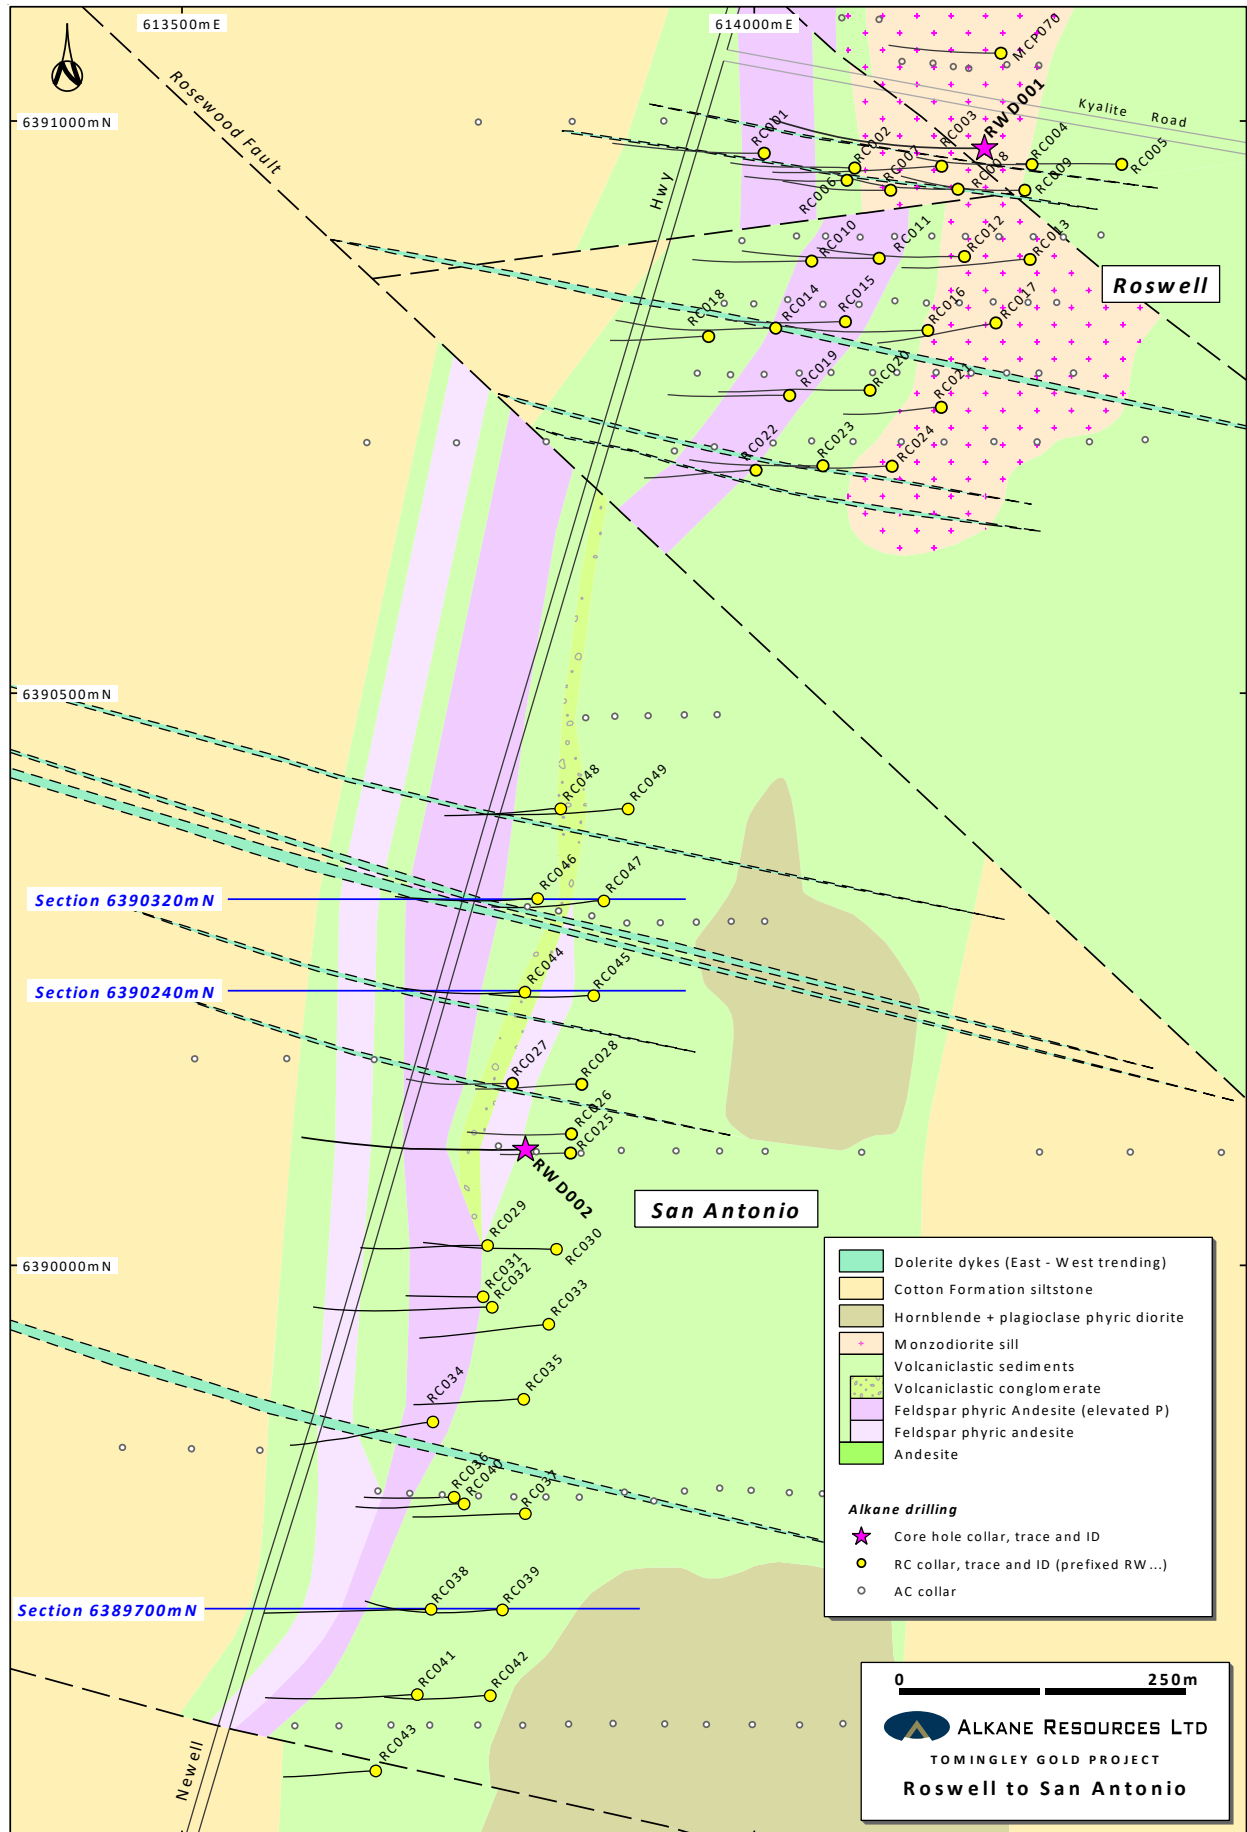 613500mE
614000mE
MCP070
Rosewood Fault
Kyalite Road
6391000mN
RWD001
RC001
RC002
RC003
RC004
RC005
RC006
RC007
RC008
RC009
Hwy
RC010
RC011
RC012
RC013
Roswell
RC018
RC014
RC015
RC016
RC017
RC019
RC020
RC021
RC022
RC023
RC024
6390500mN
RC048
RC049
RC046
RC047
Section 6390320mN
RC044
RC045
Section 6390240mN
RC027
RC028
RC026
RC025
RWD002
San Antonio
RC029
RC030
6390000mN
RC031
RC032
RC033
RC034
RC035
RC036
RC040
RC037
RC038
RC039
Section 6389700mN
RC041
RC042
RC043
Newell
Dolerite dykes (East - West trending)
Cotton Formation siltstone
Hornblende + plagioclase phyric diorite
Monzodiorite sill
Volcaniclastic sediments
Volcaniclastic conglomerate
Feldspar phyric Andesite (elevated P)
Feldspar phyric andesite
Andesite
Alkane drilling
Core hole collar, trace and ID
RC collar, trace and ID (prefixed RW...)
AC collar
0 250m
ALKANE RESOURCES LTD
TOMINGLEY GOLD PROJECT
Roswell to San Antonio